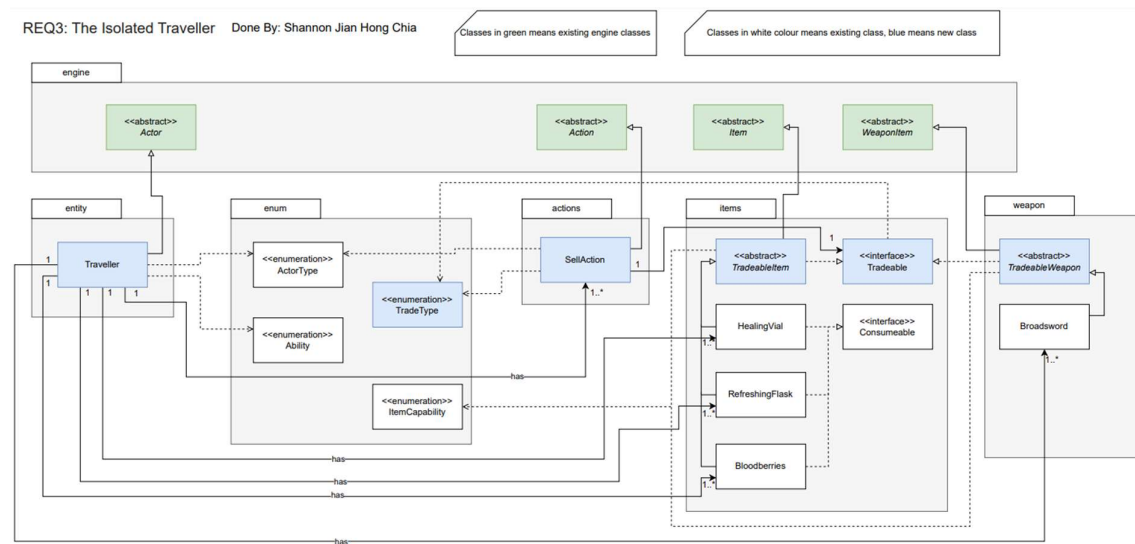 REQ3: The Isolated Traveller
Done By: Shannon Jian Hong Chia
Classes in green means existing engine classes
Classes in white colour means existing class, blue means new class
engine
<<abstract>>
Actor
<<abstract>>
Action
<<abstract>>
Item
<<abstract>>
WeaponItem
entity
enum
actions
items
weapon
Traveller
1
1
1
1
1
<<enumeration>>
ActorType
<<enumeration>>
TradeType
<<enumeration>>
Ability
<<enumeration>>
ItemCapability
SellAction
1
1..*
<<abstract>>
TradeableItem
1
<<interface>>
Tradeable
<<abstract>>
TradeableWeapon
HealingVial
1..*
<<interface>>
Consumeable
Broadsword
1..*
RefreshingFlask
1..*
Bloodberries
1..*
has
has
has
has
has